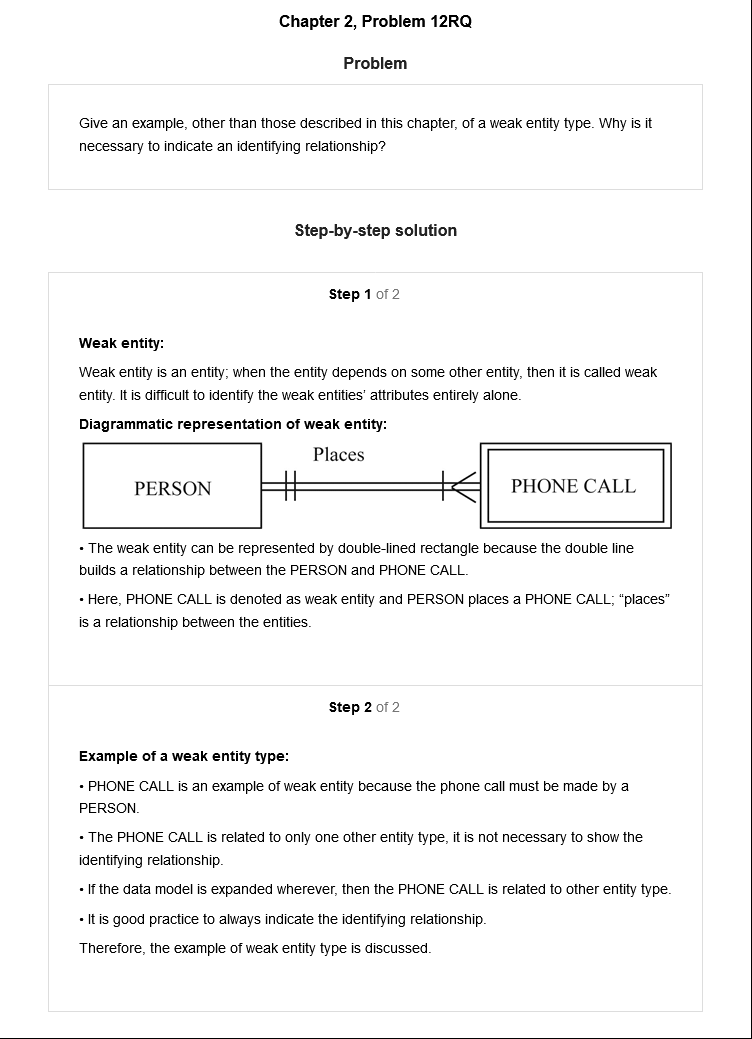 Chapter 2, Problem 12RQ
Problem
Give an example, other than those described in this chapter, of a weak entity type. Why is it
necessary to indicate an identifying relationship?
Step-by-step solution
Step 1 of 2
Weak entity:
Weak entity is an entity; when the entity depends on some other entity, then it is called weak
entity. It is difficult to identify the weak entities’ attributes entirely alone.
Diagrammatic representation of weak entity:
Places
PERSON
PHONE CALL
• The weak entity can be represented by double-lined rectangle because the double line
builds a relationship between the PERSON and PHONE CALL.
• Here, PHONE CALL is denoted as weak entity and PERSON places a PHONE CALL; “places”
is a relationship between the entities.
Step 2 of 2
Example of a weak entity type:
• PHONE CALL is an example of weak entity because the phone call must be made by a
PERSON.
• The PHONE CALL is related to only one other entity type, it is not necessary to show the
identifying relationship.
• If the data model is expanded wherever, then the PHONE CALL is related to other entity type.
• It is good practice to always indicate the identifying relationship.
Therefore, the example of weak entity type is discussed.